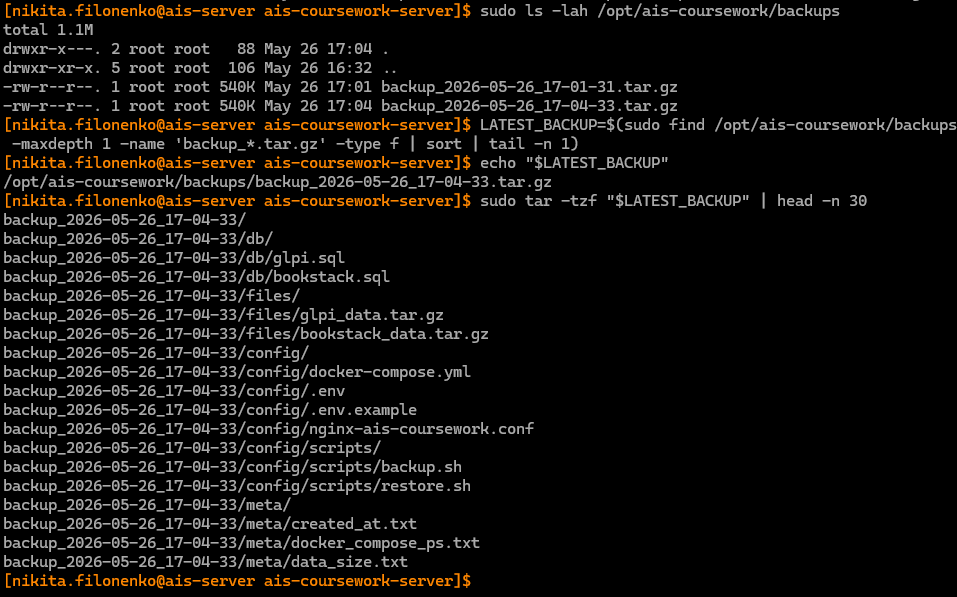 [nikita.filonenko@ais-server ais-coursework-server]$ sudo ls -lah /opt/ais-coursework/backups
total 1.1M
drwxr-x---. 2 root root   88 May 26 17:04 .
drwxr-xr-x. 5 root root  106 May 26 16:32 ..
-rw-r--r--. 1 root root 540K May 26 17:01 backup_2026-05-26_17-01-31.tar.gz
-rw-r--r--. 1 root root 540K May 26 17:04 backup_2026-05-26_17-04-33.tar.gz
[nikita.filonenko@ais-server ais-coursework-server]$ LATEST_BACKUP=$(sudo find /opt/ais-coursework/backups
 -maxdepth 1 -name 'backup_*.tar.gz' -type f | sort | tail -n 1)
[nikita.filonenko@ais-server ais-coursework-server]$ echo "$LATEST_BACKUP"
/opt/ais-coursework/backups/backup_2026-05-26_17-04-33.tar.gz
[nikita.filonenko@ais-server ais-coursework-server]$ sudo tar -tzf "$LATEST_BACKUP" | head -n 30
backup_2026-05-26_17-04-33/
backup_2026-05-26_17-04-33/db/
backup_2026-05-26_17-04-33/db/glpi.sql
backup_2026-05-26_17-04-33/db/bookstack.sql
backup_2026-05-26_17-04-33/files/
backup_2026-05-26_17-04-33/files/glpi_data.tar.gz
backup_2026-05-26_17-04-33/files/bookstack_data.tar.gz
backup_2026-05-26_17-04-33/config/
backup_2026-05-26_17-04-33/config/docker-compose.yml
backup_2026-05-26_17-04-33/config/.env
backup_2026-05-26_17-04-33/config/.env.example
backup_2026-05-26_17-04-33/config/nginx-ais-coursework.conf
backup_2026-05-26_17-04-33/config/scripts/
backup_2026-05-26_17-04-33/config/scripts/backup.sh
backup_2026-05-26_17-04-33/config/scripts/restore.sh
backup_2026-05-26_17-04-33/meta/
backup_2026-05-26_17-04-33/meta/created_at.txt
backup_2026-05-26_17-04-33/meta/docker_compose_ps.txt
backup_2026-05-26_17-04-33/meta/data_size.txt
[nikita.filonenko@ais-server ais-coursework-server]$